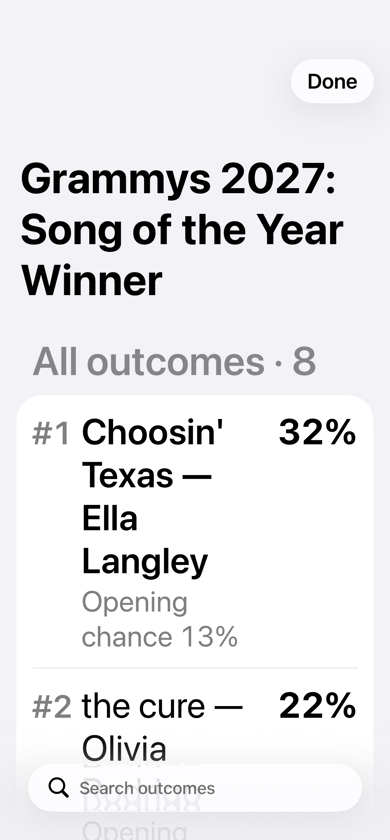 Done
Grammys 2027:
Song of the Year
Winner
All outcomes · 8
#1 Choosin' 32%
Texas —
Ella
Langley
Opening
chance 13%
#2 the cure — 22%
Olivia
Search outcomes
Opening